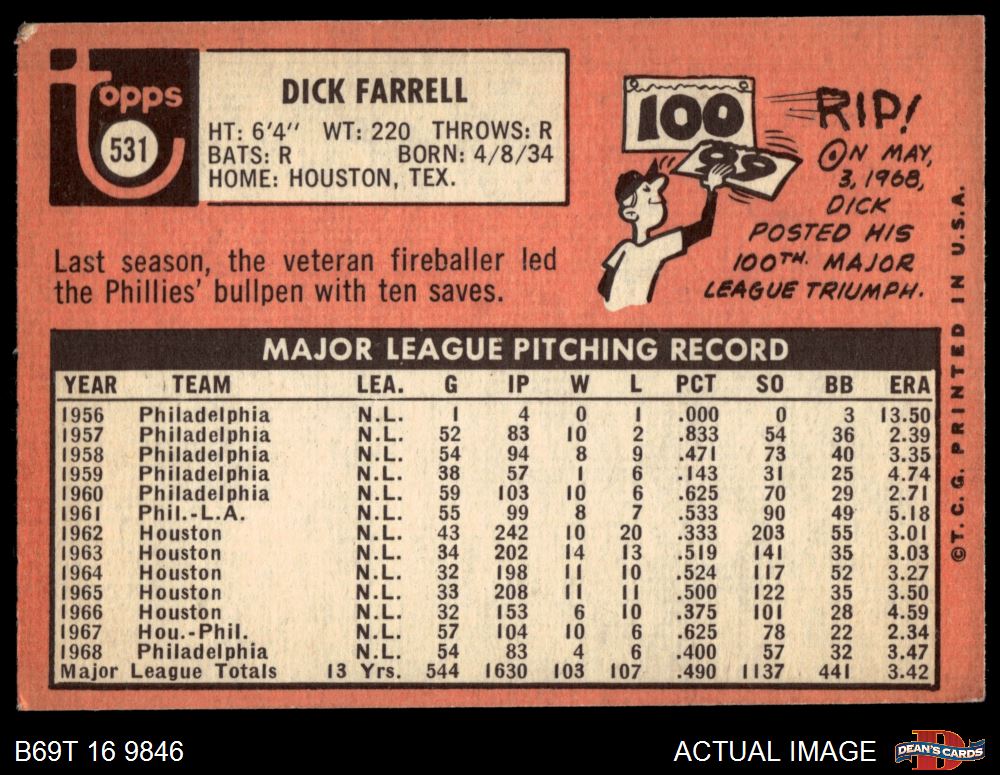 topps
531
DICK FARRELL
HT: 6'4" WT: 220 THROWS: R
BATS: R BORN: 4/8/34
HOME: HOUSTON, TEX.
Last season, the veteran fireballer led
the Phillies' bullpen with ten saves.
100
99
RIP!
ON MAY,
3, 1968,
DICK
POSTED HIS
100TH. MAJOR
LEAGUE TRIUMPH.
MAJOR LEAGUE PITCHING RECORD
YEAR TEAM LEA. G IP W L PCT SO BB ERA
1956 Philadelphia N.L. 1 4 0 1 .000 0 3 13.50
1957 Philadelphia N.L. 52 83 10 2 .833 54 36 2.39
1958 Philadelphia N.L. 54 94 8 9 .471 73 40 3.35
1959 Philadelphia N.L. 38 57 1 6 .143 31 25 4.74
1960 Philadelphia N.L. 59 103 10 6 .625 70 29 2.71
1961 Phil.-L.A. N.L. 55 99 8 7 .533 90 49 5.18
1962 Houston N.L. 43 242 10 20 .333 203 55 3.01
1963 Houston N.L. 34 202 14 13 .519 141 35 3.03
1964 Houston N.L. 32 198 11 10 .524 117 52 3.27
1965 Houston N.L. 33 208 11 11 .500 122 35 3.50
1966 Houston N.L. 32 153 6 10 .375 101 28 4.59
1967 Hou.-Phil. N.L. 57 104 10 6 .625 78 22 2.34
1968 Philadelphia N.L. 54 83 4 6 .400 57 32 3.47
Major League Totals 13 Yrs. 544 1630 103 107 .490 1137 441 3.42
©T. C. G. PRINTED IN U.S.A.
B69T 16 9846
ACTUAL IMAGE
DEAN'S CARDS